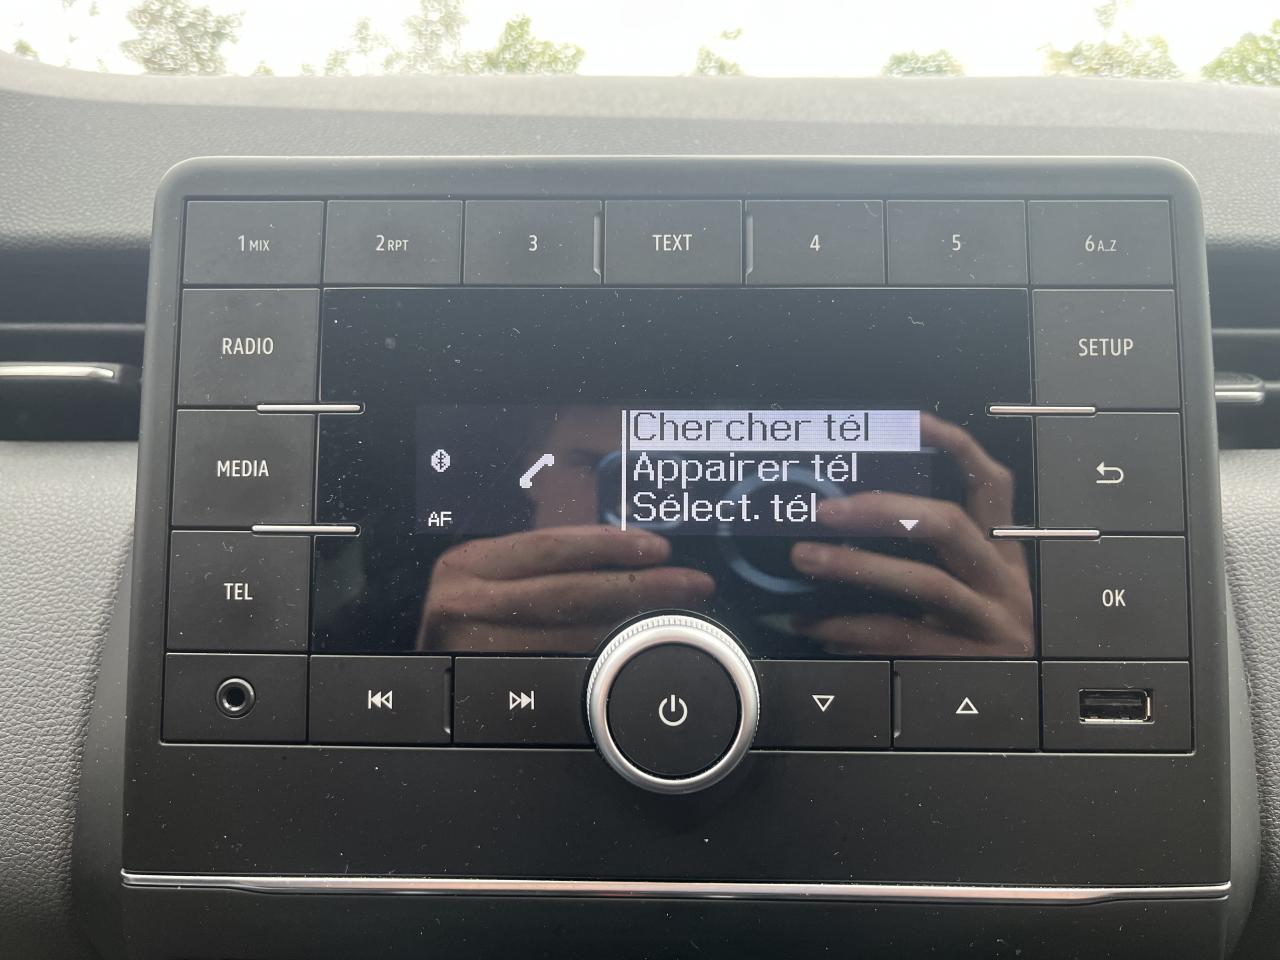 1 MIX
2 RPT
3
TEXT
4
5
6 A_Z
RADIO
SETUP
Chercher tél
MEDIA
Appairer tél
Sélect. tél
AF
TEL
OK